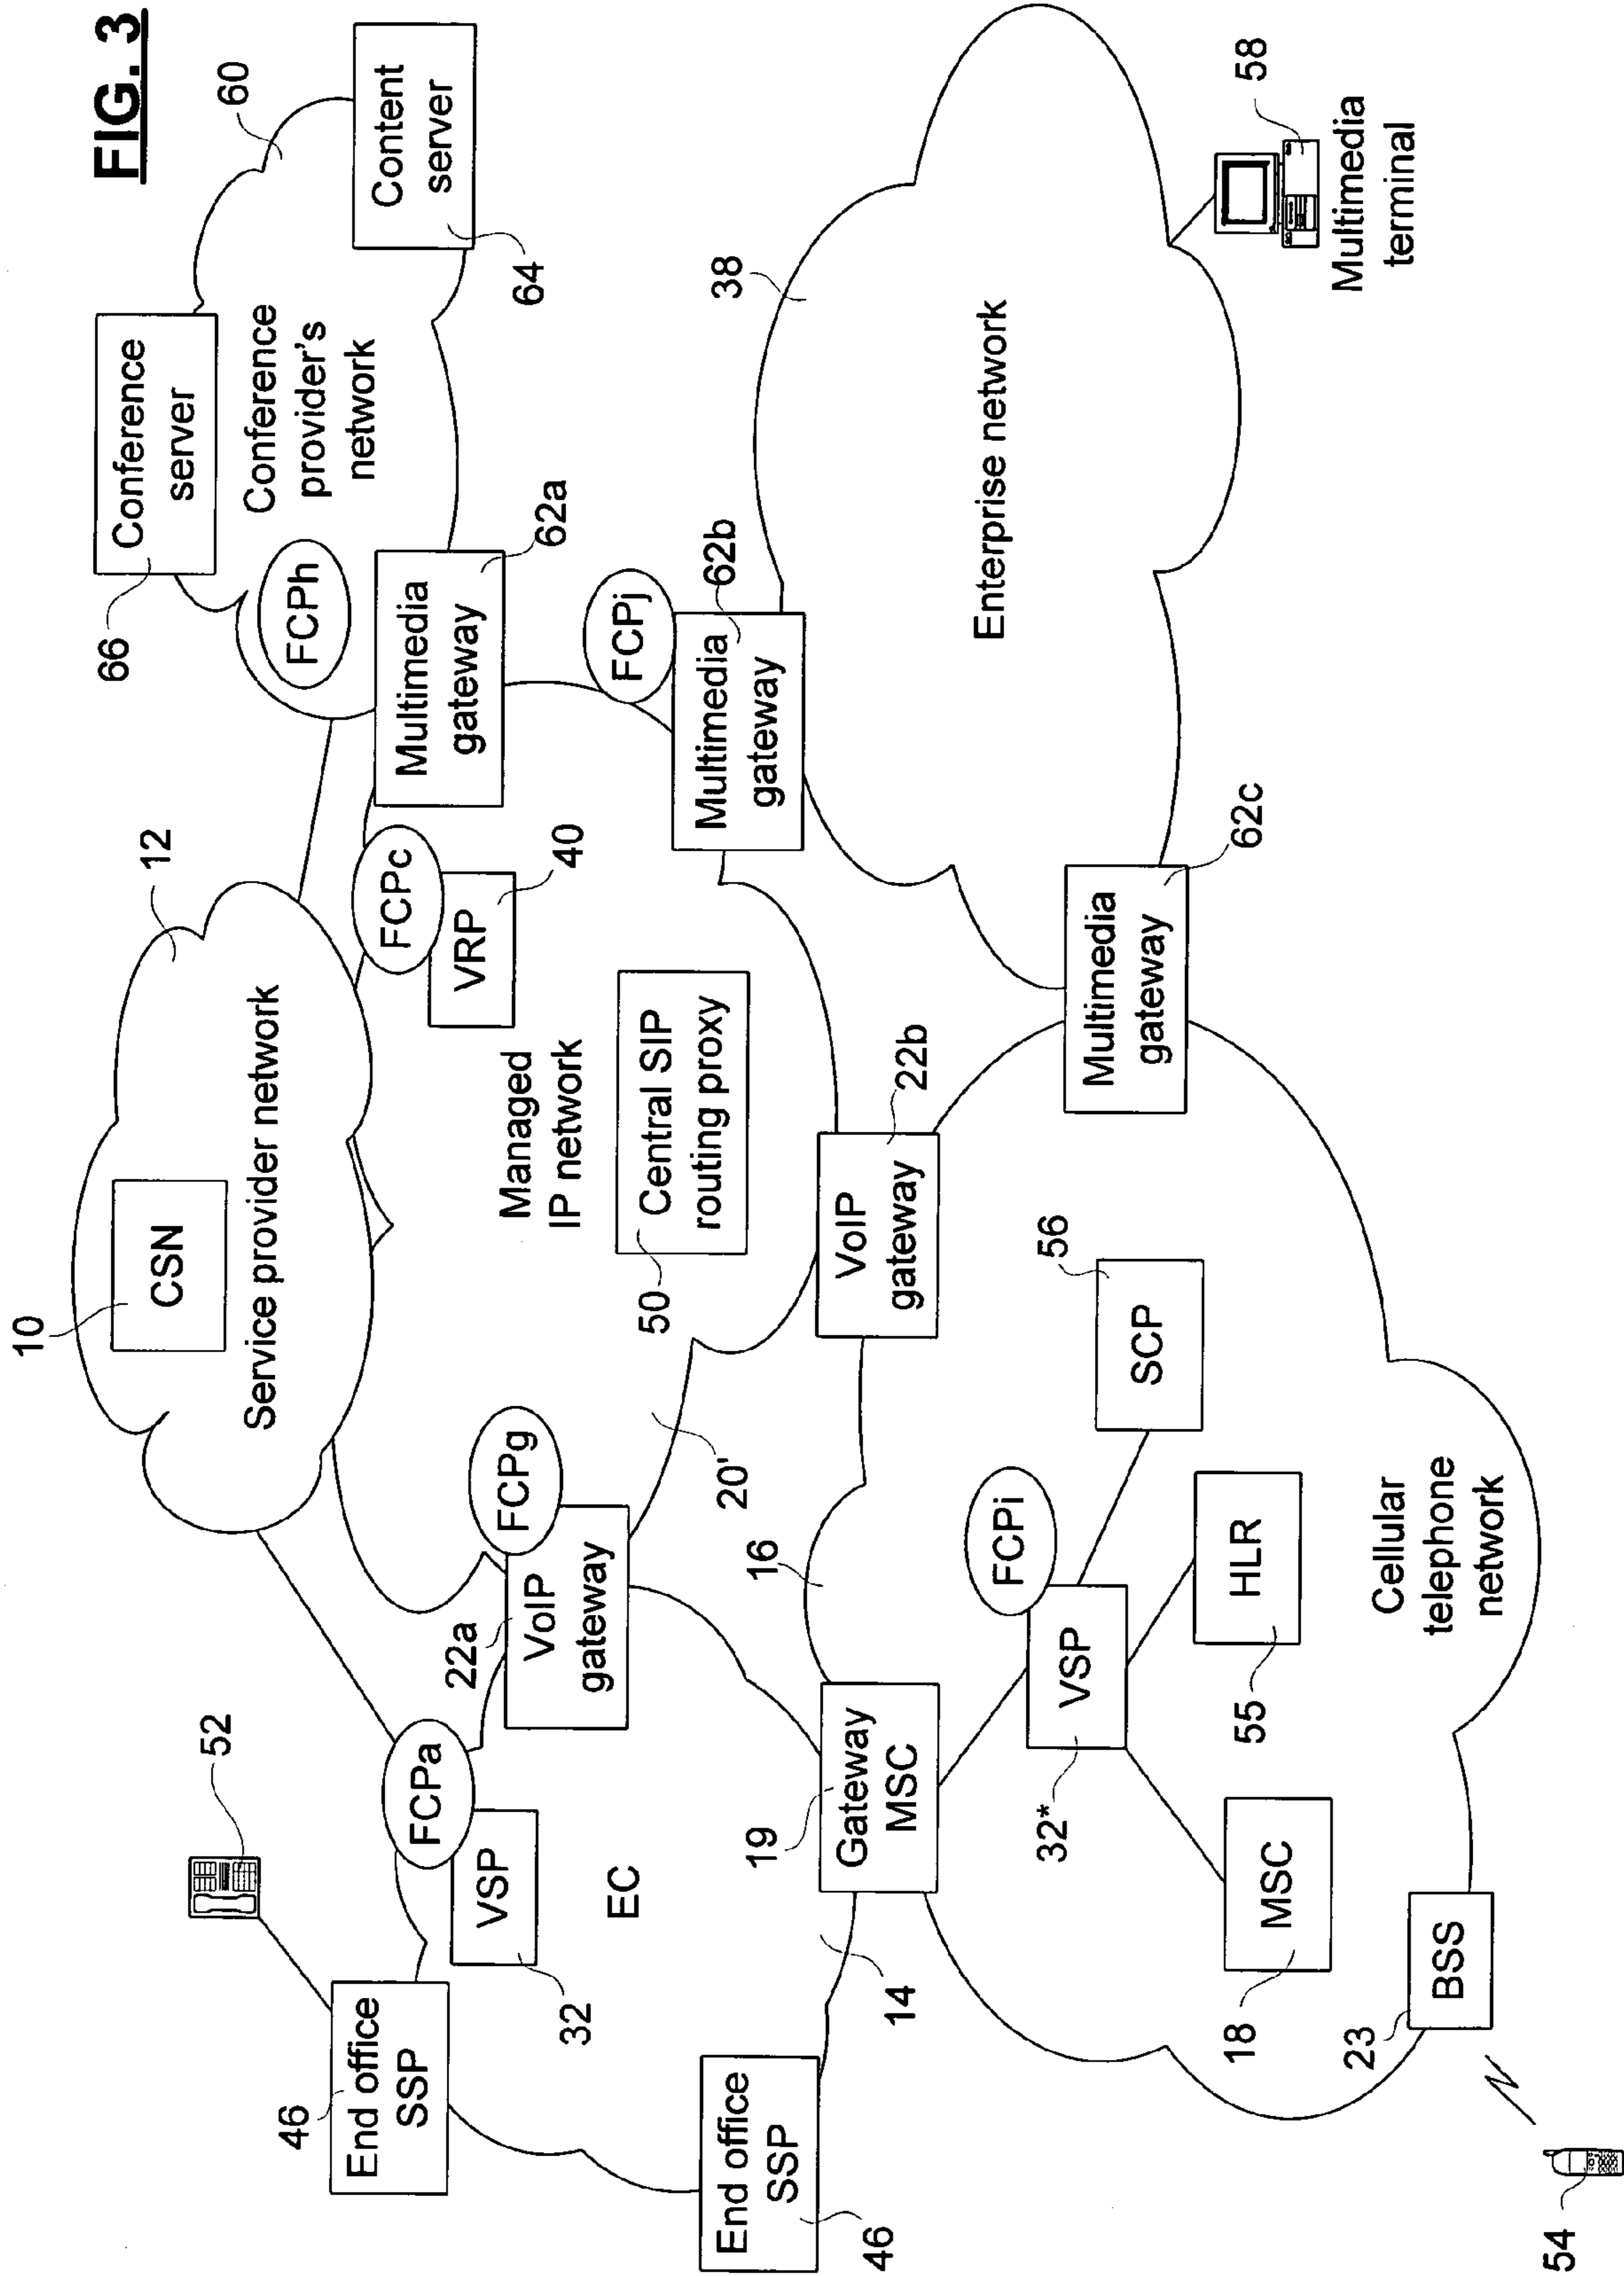 FIG. 3
10
CSN
12
Service provider network
66
Conference
server
60
Content
server
64
Conference
provider's
network
FCPh
62a
Multimedia
gateway
FCPc
VRP
40
FCPj
62b
Multimedia
gateway
Managed
IP network
50
Central SIP
routing proxy
20'
52
46
End office
SSP
FCPa
VSP
32
EC
22a
VoIP
gateway
FCPg
22b
VoIP
gateway
38
Enterprise network
58
Multimedia
terminal
62c
Multimedia
gateway
46
End office
SSP
14
19
Gateway
MSC
16
FCPi
VSP
32*
56
SCP
HLR
55
MSC
18
Cellular
telephone
network
23
BSS
54